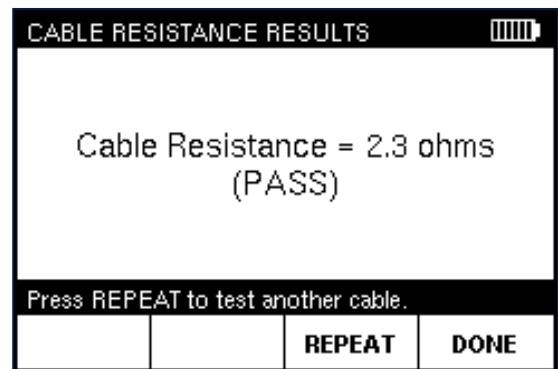 CABLE RESISTANCE RESULTS
Cable Resistance = 2.3 ohms
(PASS)
Press REPEAT to test another cable.
REPEAT DONE